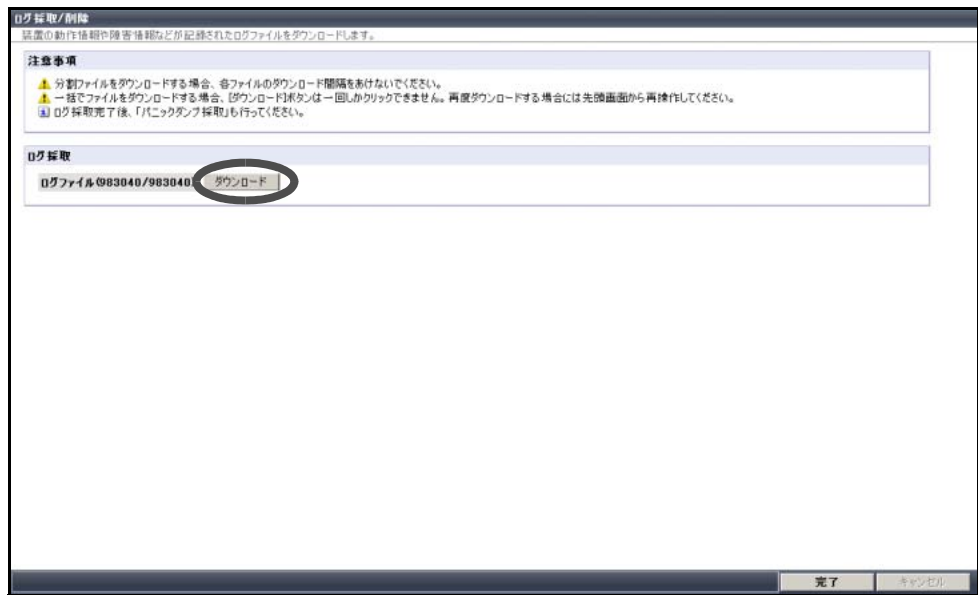 ログ採取/削除
装置の動作情報や障害情報などが記録されたログファイルをダウンロードします。
注意事項
分割ファイルをダウンロードする場合、各ファイルのダウンロード間隔をあけないでください。
一括でファイルをダウンロードする場合、[ダウンロード]ボタンは一回しかクリックできません。再度ダウンロードする場合には先頭画面から再操作してください。
ログ採取完了後、「パニックダンプ採取」も行ってください。
ログ採取
ログファイル(983040/983040) ダウンロード
完了 キャンセル